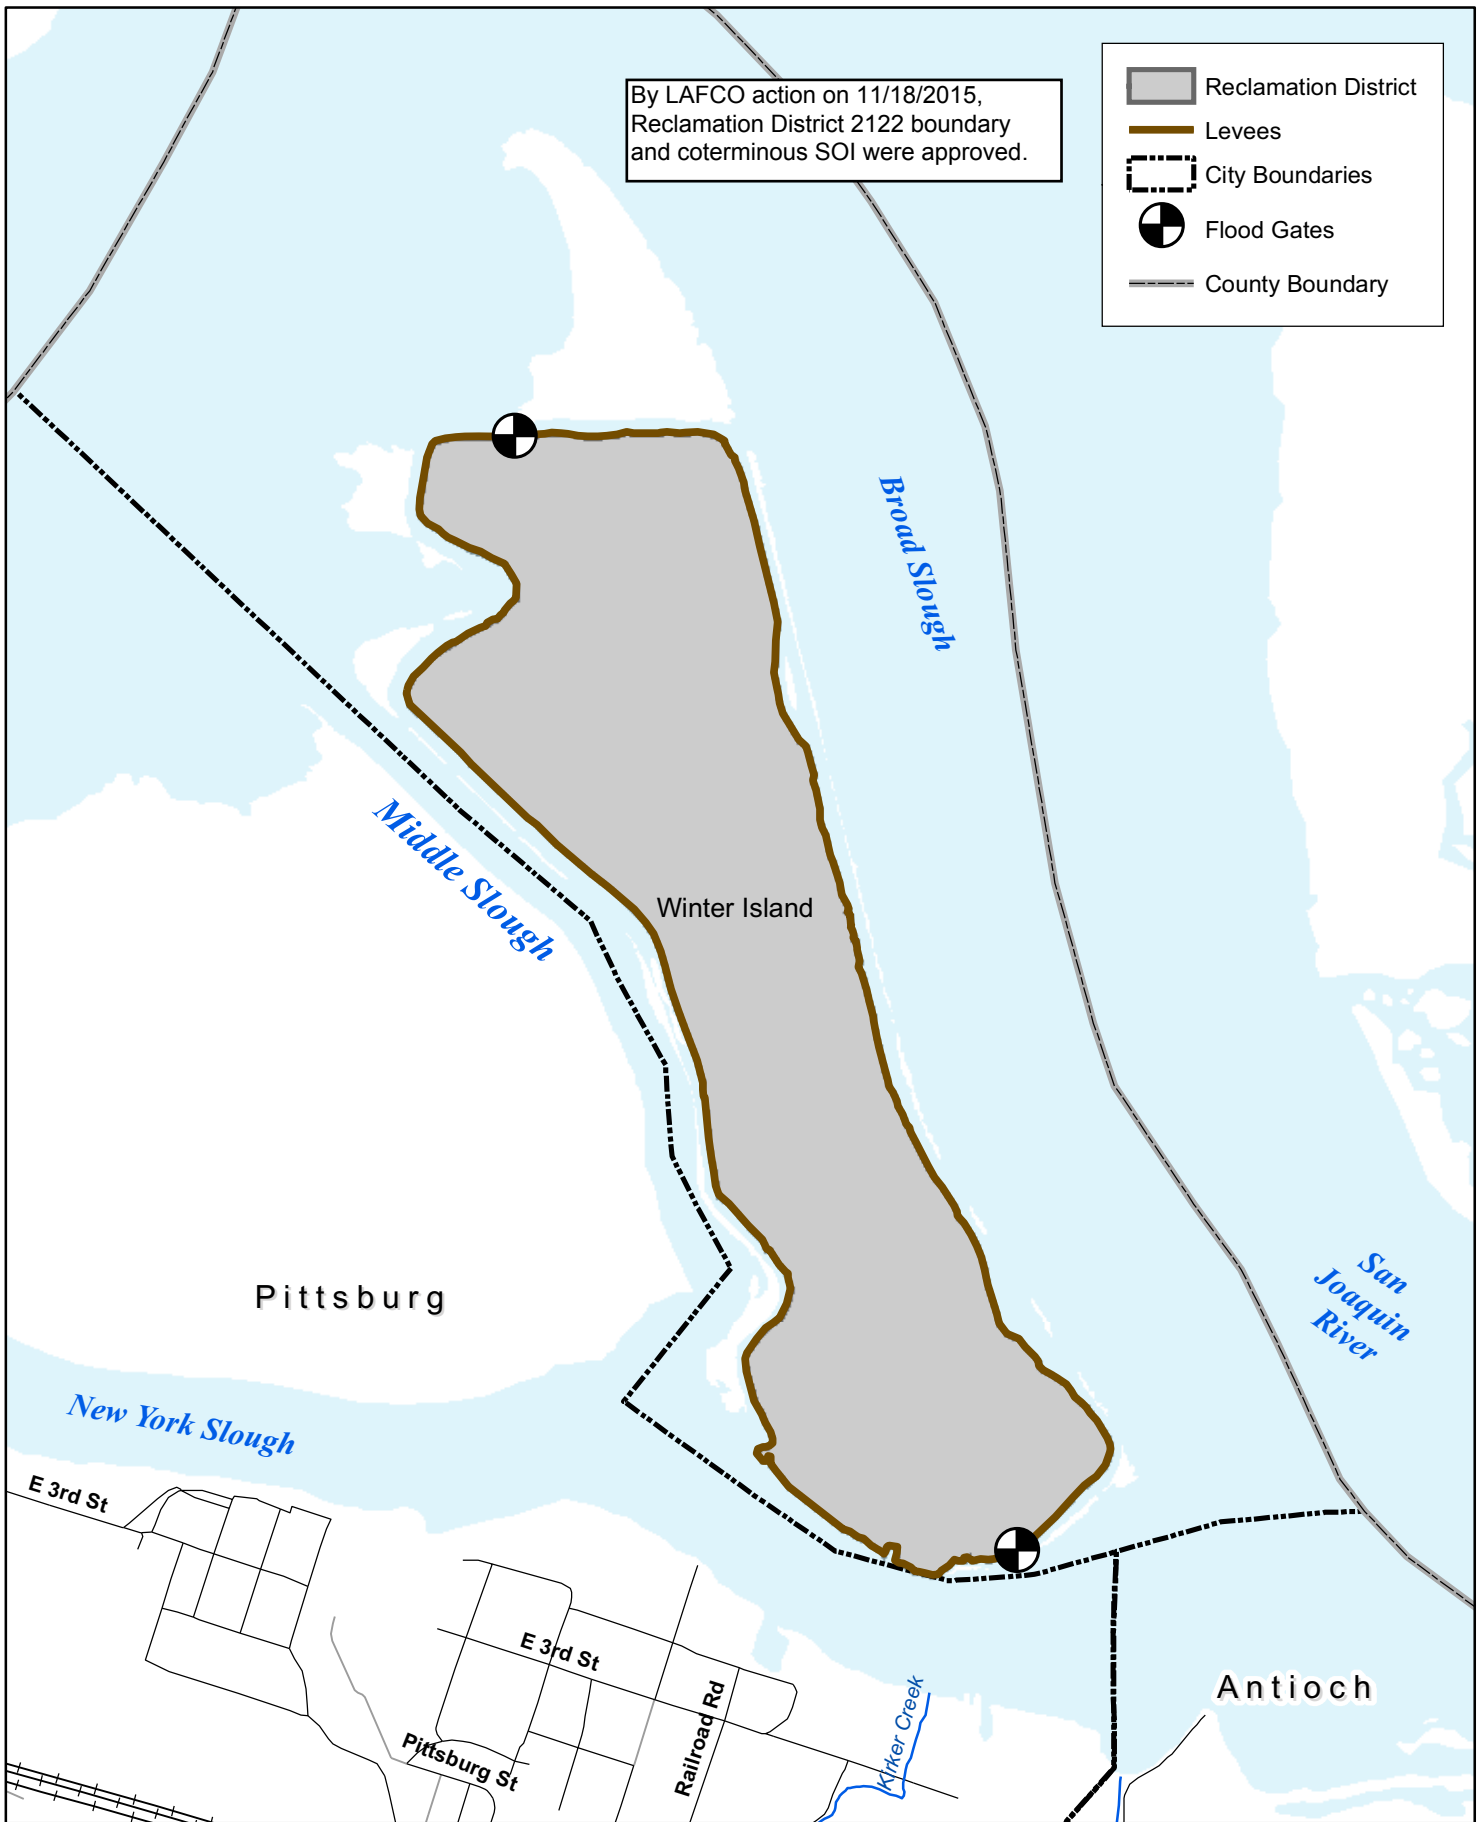 By LAFCO action on 11/18/2015,
Reclamation District 2122 boundary
and coterminous SOI were approved.
Reclamation District
Levees
City Boundaries
Flood Gates
County Boundary
Broad Slough
Middle Slough
Winter Island
Pittsburg
San
Joaquin
River
New York Slough
E 3rd St
E 3rd St
Railroad Rd
Pittsburg St
Kirker Creek
Antioch